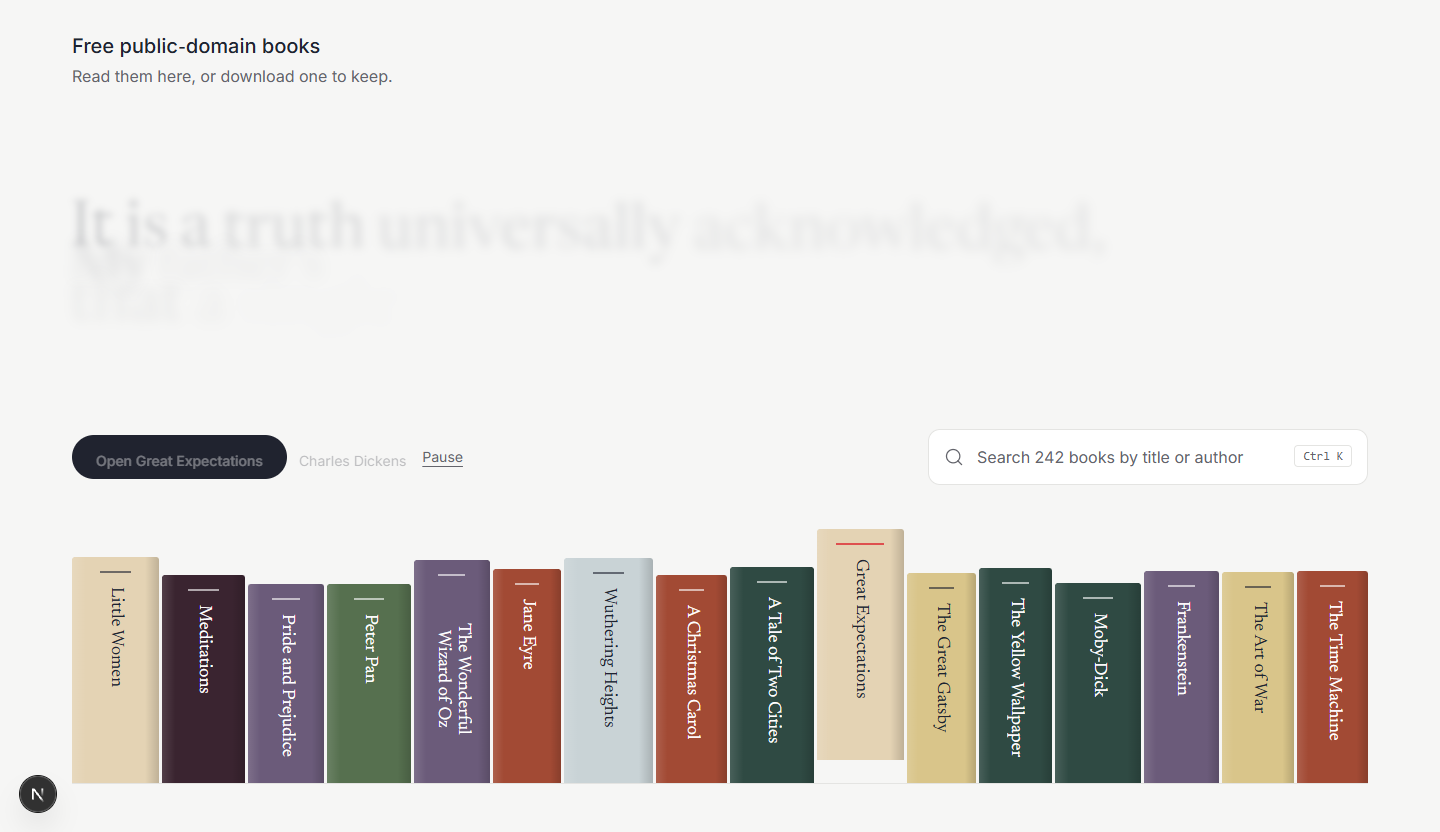 Free public-domain books
Read them here, or download one to keep.
It is a truth universally acknowledged,
My father's
that a
Open Great Expectations
Charles Dickens
Pause
Search 242 books by title or author
Ctrl K
Little Women
Meditations
Pride and Prejudice
Peter Pan
The Wonderful
Wizard of Oz
Jane Eyre
Wuthering Heights
A Christmas Carol
A Tale of Two Cities
Great Expectations
The Great Gatsby
The Yellow Wallpaper
Moby-Dick
Frankenstein
The Art of War
The Time Machine